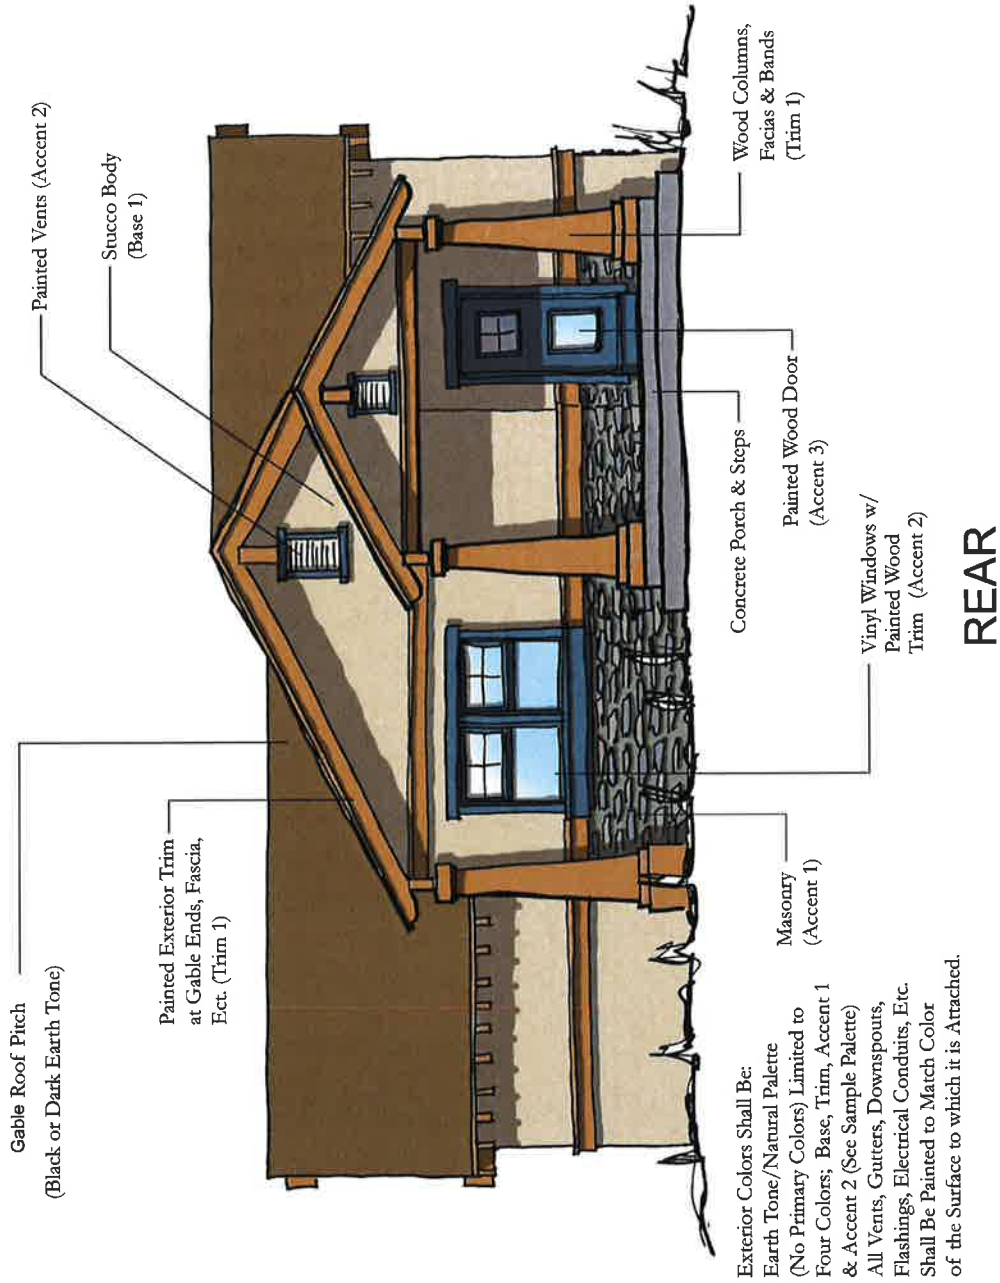 Gable Roof Pitch
(Black or Dark Earth Tone)
Painted Vents (Accent 2)
Stucco Body
(Base 1)
Painted Exterior Trim
at Gable Ends, Fascia,
Ect. (Trim 1)
Wood Columns,
Facias & Bands
(Trim 1)
Concrete Porch & Steps
Painted Wood Door
(Accent 3)
Vinyl Windows w/
Painted Wood
Trim (Accent 2)
Masonry
(Accent 1)
Exterior Colors Shall Be:
Earth Tone/Natural Palette
(No Primary Colors) Limited to
Four Colors; Base, Trim, Accent 1
& Accent 2 (See Sample Palette)
All Vents, Gutters, Downspouts,
Flashings, Electrical Conduits, Etc.
Shall Be Painted to Match Color
of the Surface to which it is Attached.
REAR